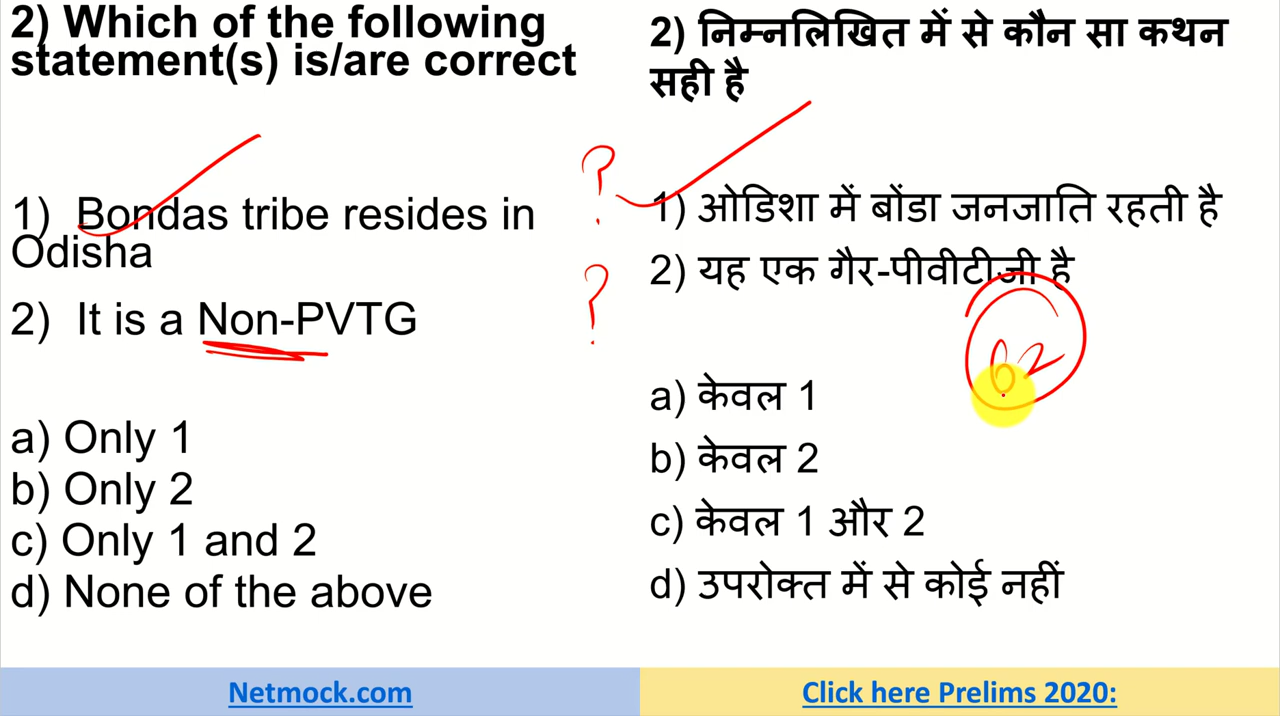 2) Which of the following
statement(s) is/are correct
1) Bondas tribe resides in
Odisha
2) It is a Non-PVTG
a) Only 1
b) Only 2
c) Only 1 and 2
d) None of the above
?
?
2) निम्नलिखित में से कौन सा कथन
सही है
1) ओडिशा में बोंडा जनजाति रहती है
2) यह एक गैर-पीवीटीजी है
02
a) केवल 1
b) केवल 2
c) केवल 1 और 2
d) उपरोक्त में से कोई नहीं
Netmock.com
Click here Prelims 2020: